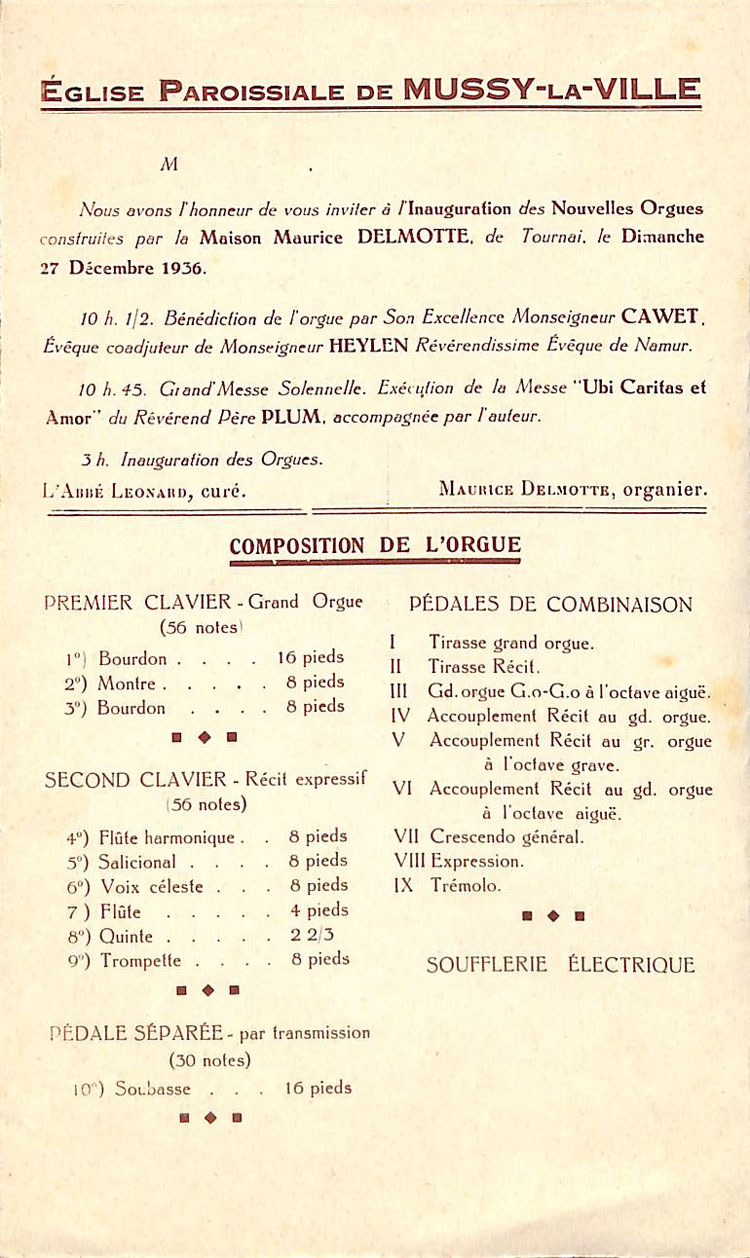 ÉGLISE PAROISSIALE DE MUSSY-LA-VILLE
M .
Nous avons l'honneur de vous inviter à l'Inauguration des Nouvelles Orgues
construites par la Maison Maurice DELMOTTE, de Tournai, le Dimanche
27 Décembre 1936.
10 h. 1/2. Bénédiction de l'orgue par Son Excellence Monseigneur CAWET,
Évêque coadjuteur de Monseigneur HEYLEN Révérendissime Évêque de Namur.
10 h. 45. Grand'Messe Solennelle. Exécution de la Messe "Ubi Caritas et
Amor" du Révérend Père PLUM, accompagnée par l'auteur.
3 h. Inauguration des Orgues.
L'ABBÉ LEONARD, curé. MAURICE DELMOTTE, organier.
COMPOSITION DE L'ORGUE
PREMIER CLAVIER - Grand Orgue
(56 notes)
1º) Bourdon . . . . 16 pieds
2º) Montre . . . . . 8 pieds
3º) Bourdon . . . . 8 pieds
SECOND CLAVIER - Récit expressif
(56 notes)
4º) Flûte harmonique . . 8 pieds
5º) Salicional . . . . 8 pieds
6º) Voix céleste . . . 8 pieds
7 ) Flûte . . . . . 4 pieds
8º) Quinte . . . . . 2 2/3
9º) Trompette . . . . 8 pieds
PÉDALE SÉPARÉE - par transmission
(30 notes)
10º) Soubasse . . . 16 pieds
PÉDALES DE COMBINAISON
I Tirasse grand orgue.
II Tirasse Récit.
III Gd. orgue G.o-G.o à l'octave aiguë.
IV Accouplement Récit au gd. orgue.
V Accouplement Récit au gr. orgue
à l'octave grave.
VI Accouplement Récit au gd. orgue
à l'octave aiguë.
VII Crescendo général.
VIII Expression.
IX Trémolo.
SOUFFLERIE ÉLECTRIQUE